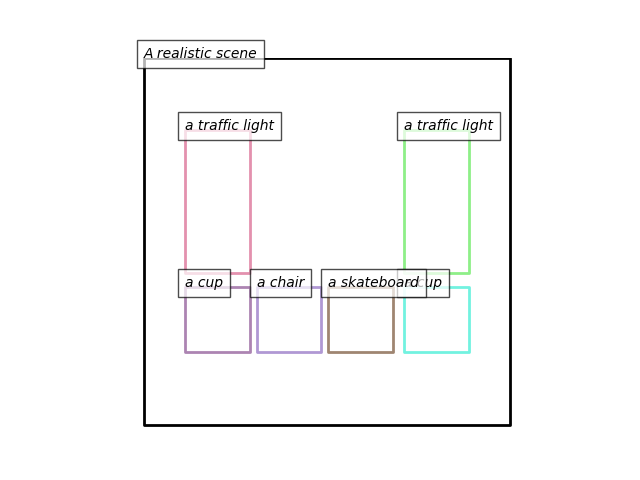 A realistic scene
a traffic light
a traffic light
a cup
a chair
a skateboard
cup